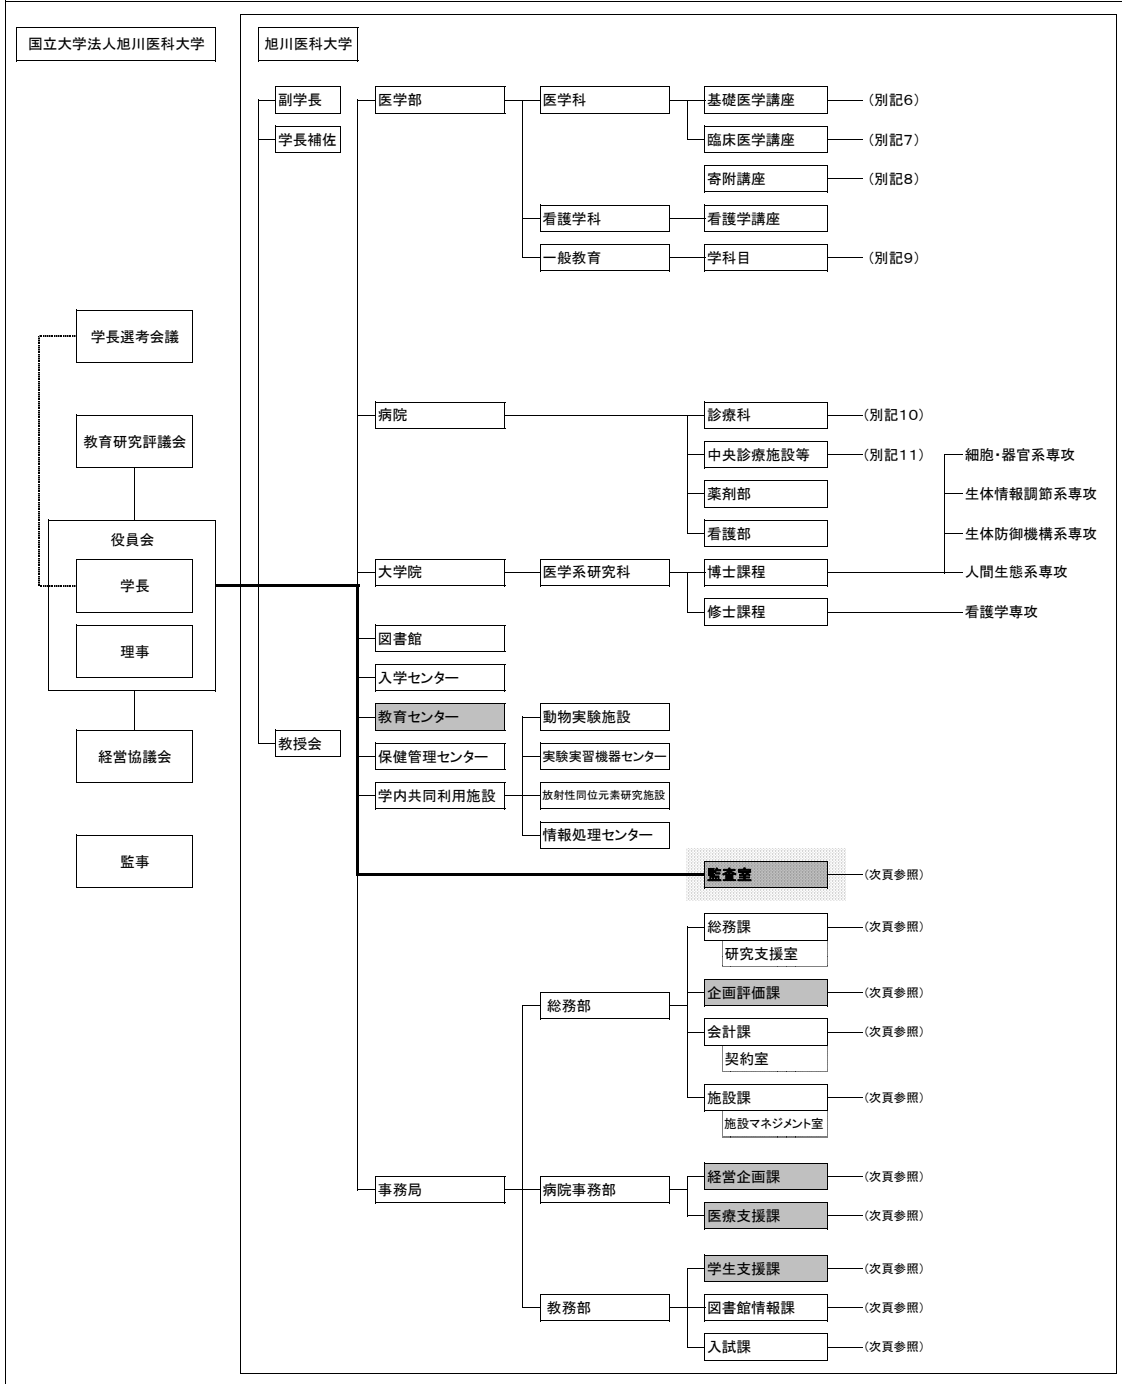 国立大学法人旭川医科大学
旭川医科大学
副学長
医学部
医学科
基礎医学講座
（別記6）
学長補佐
臨床医学講座
（別記7）
寄附講座
（別記8）
看護学科
看護学講座
一般教育
学科目
（別記9）
学長選考会議
病院
診療科
（別記10）
教育研究評議会
中央診療施設等
（別記11）
細胞・器官系専攻
薬剤部
生体情報調節系専攻
役員会
看護部
生体防御機構系専攻
学長
大学院
医学系研究科
博士課程
人間生態系専攻
修士課程
看護学専攻
理事
図書館
入学センター
教育センター
動物実験施設
教授会
経営協議会
保健管理センター
実験実習機器センター
学内共同利用施設
放射性同位元素研究施設
情報処理センター
監事
監査室
（次頁参照）
総務課
（次頁参照）
研究支援室
総務部
企画評価課
（次頁参照）
会計課
（次頁参照）
契約室
施設課
（次頁参照）
施設マネジメント室
事務局
病院事務部
経営企画課
（次頁参照）
医療支援課
（次頁参照）
教務部
学生支援課
（次頁参照）
図書館情報課
（次頁参照）
入試課
（次頁参照）